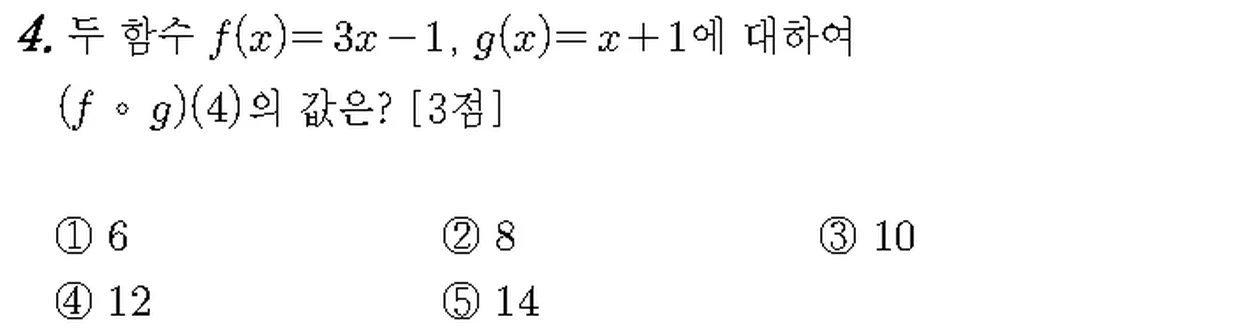 4. 두 함수 f(x)=3x-1, g(x)=x+1에 대하여
(f ∘ g)(4)의 값은? [3점]
① 6 ② 8 ③ 10
④ 12 ⑤ 14